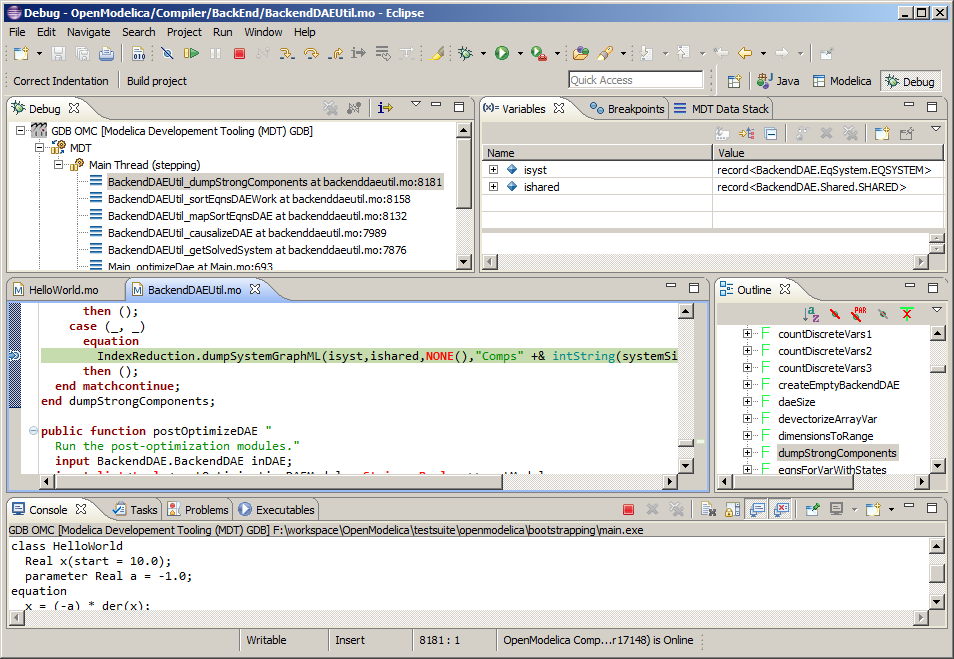 Debug - OpenModelica/Compiler/BackEnd/BackendDAEUtil.mo - Eclipse
File Edit Navigate Search Project Run Window Help
010
Correct Indentation Build project
Quick Access
Java
Modelica
Debug
Debug
GDB OMC [Modelica Developement Tooling (MDT) GDB]
MDT
Main Thread (stepping)
BackendDAEUtil_dumpStrongComponents at backenddaeutil.mo:8181
BackendDAEUtil_sortEqnsDAEWork at backenddaeutil.mo:8158
BackendDAEUtil_mapSortEqnsDAE at backenddaeutil.mo:8132
BackendDAEUtil_causalizeDAE at backenddaeutil.mo:7989
BackendDAEUtil_getSolvedSystem at backenddaeutil.mo:7876
Main_optimizeDae at Main.mo:693
(x)= Variables Breakpoints MDT Data Stack
Name Value
isyst record<BackendDAE.EqSystem.EQSYSTEM>
ishared record<BackendDAE.Shared.SHARED>
HelloWorld.mo BackendDAEUtil.mo
then ();
case (_, _)
equation
IndexReduction.dumpSystemGraphML(isyst,ishared,NONE(),"Comps" +& intString(systemSi
then ();
end matchcontinue;
end dumpStrongComponents;
public function postOptimizeDAE "
Run the post-optimization modules."
input BackendDAE.BackendDAE inDAE;
Outline
countDiscreteVars1
countDiscreteVars2
countDiscreteVars3
createEmptyBackendDAE
daeSize
devectorizeArrayVar
dimensionsToRange
dumpStrongComponents
eqnsForVarWithStates
Console Tasks Problems Executables
GDB OMC [Modelica Developement Tooling (MDT) GDB] F:\workspace\OpenModelica\testsuite\openmodelica\bootstrapping\main.exe
class HelloWorld
Real x(start = 10.0);
parameter Real a = -1.0;
equation
x = (-a) * der(x);
Writable Insert 8181 : 1 OpenModelica Comp...r17148) is Online